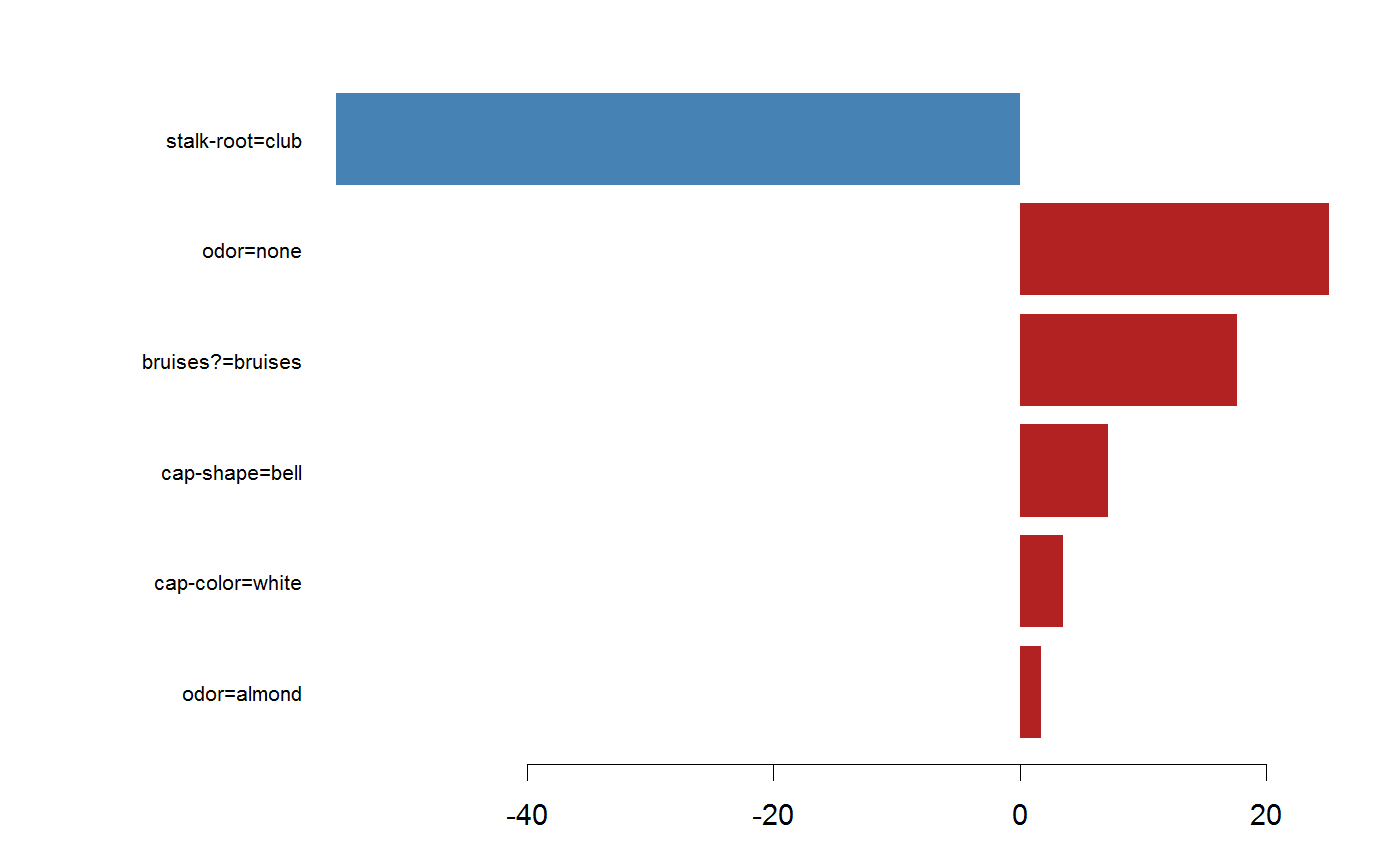 stalk-root=club
odor=none
bruises?=bruises
cap-shape=bell
cap-color=white
odor=almond
-40 -20 0 20